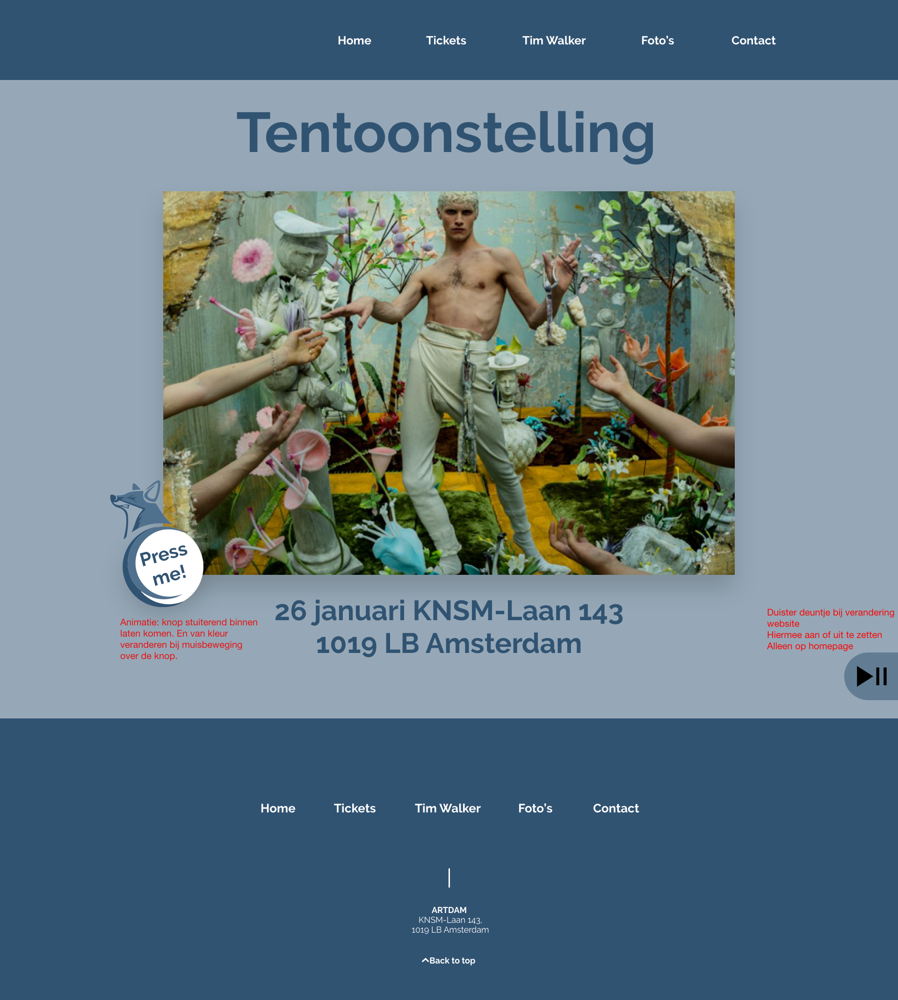 Home Tickets Tim Walker Foto’s Contact
Tentoonstelling
Press
me!
26 januari KNSM-Laan 143
1019 LB Amsterdam
Animatie: knop stuiterend binnen
laten komen. En van kleur
veranderen bij muisbeweging
over de knop.
Duister deuntje bij verandering
website
Hiermee aan of uit te zetten
Alleen op homepage
Home Tickets Tim Walker Foto’s Contact
ARTDAM
KNSM-Laan 143,
1019 LB Amsterdam
Back to top